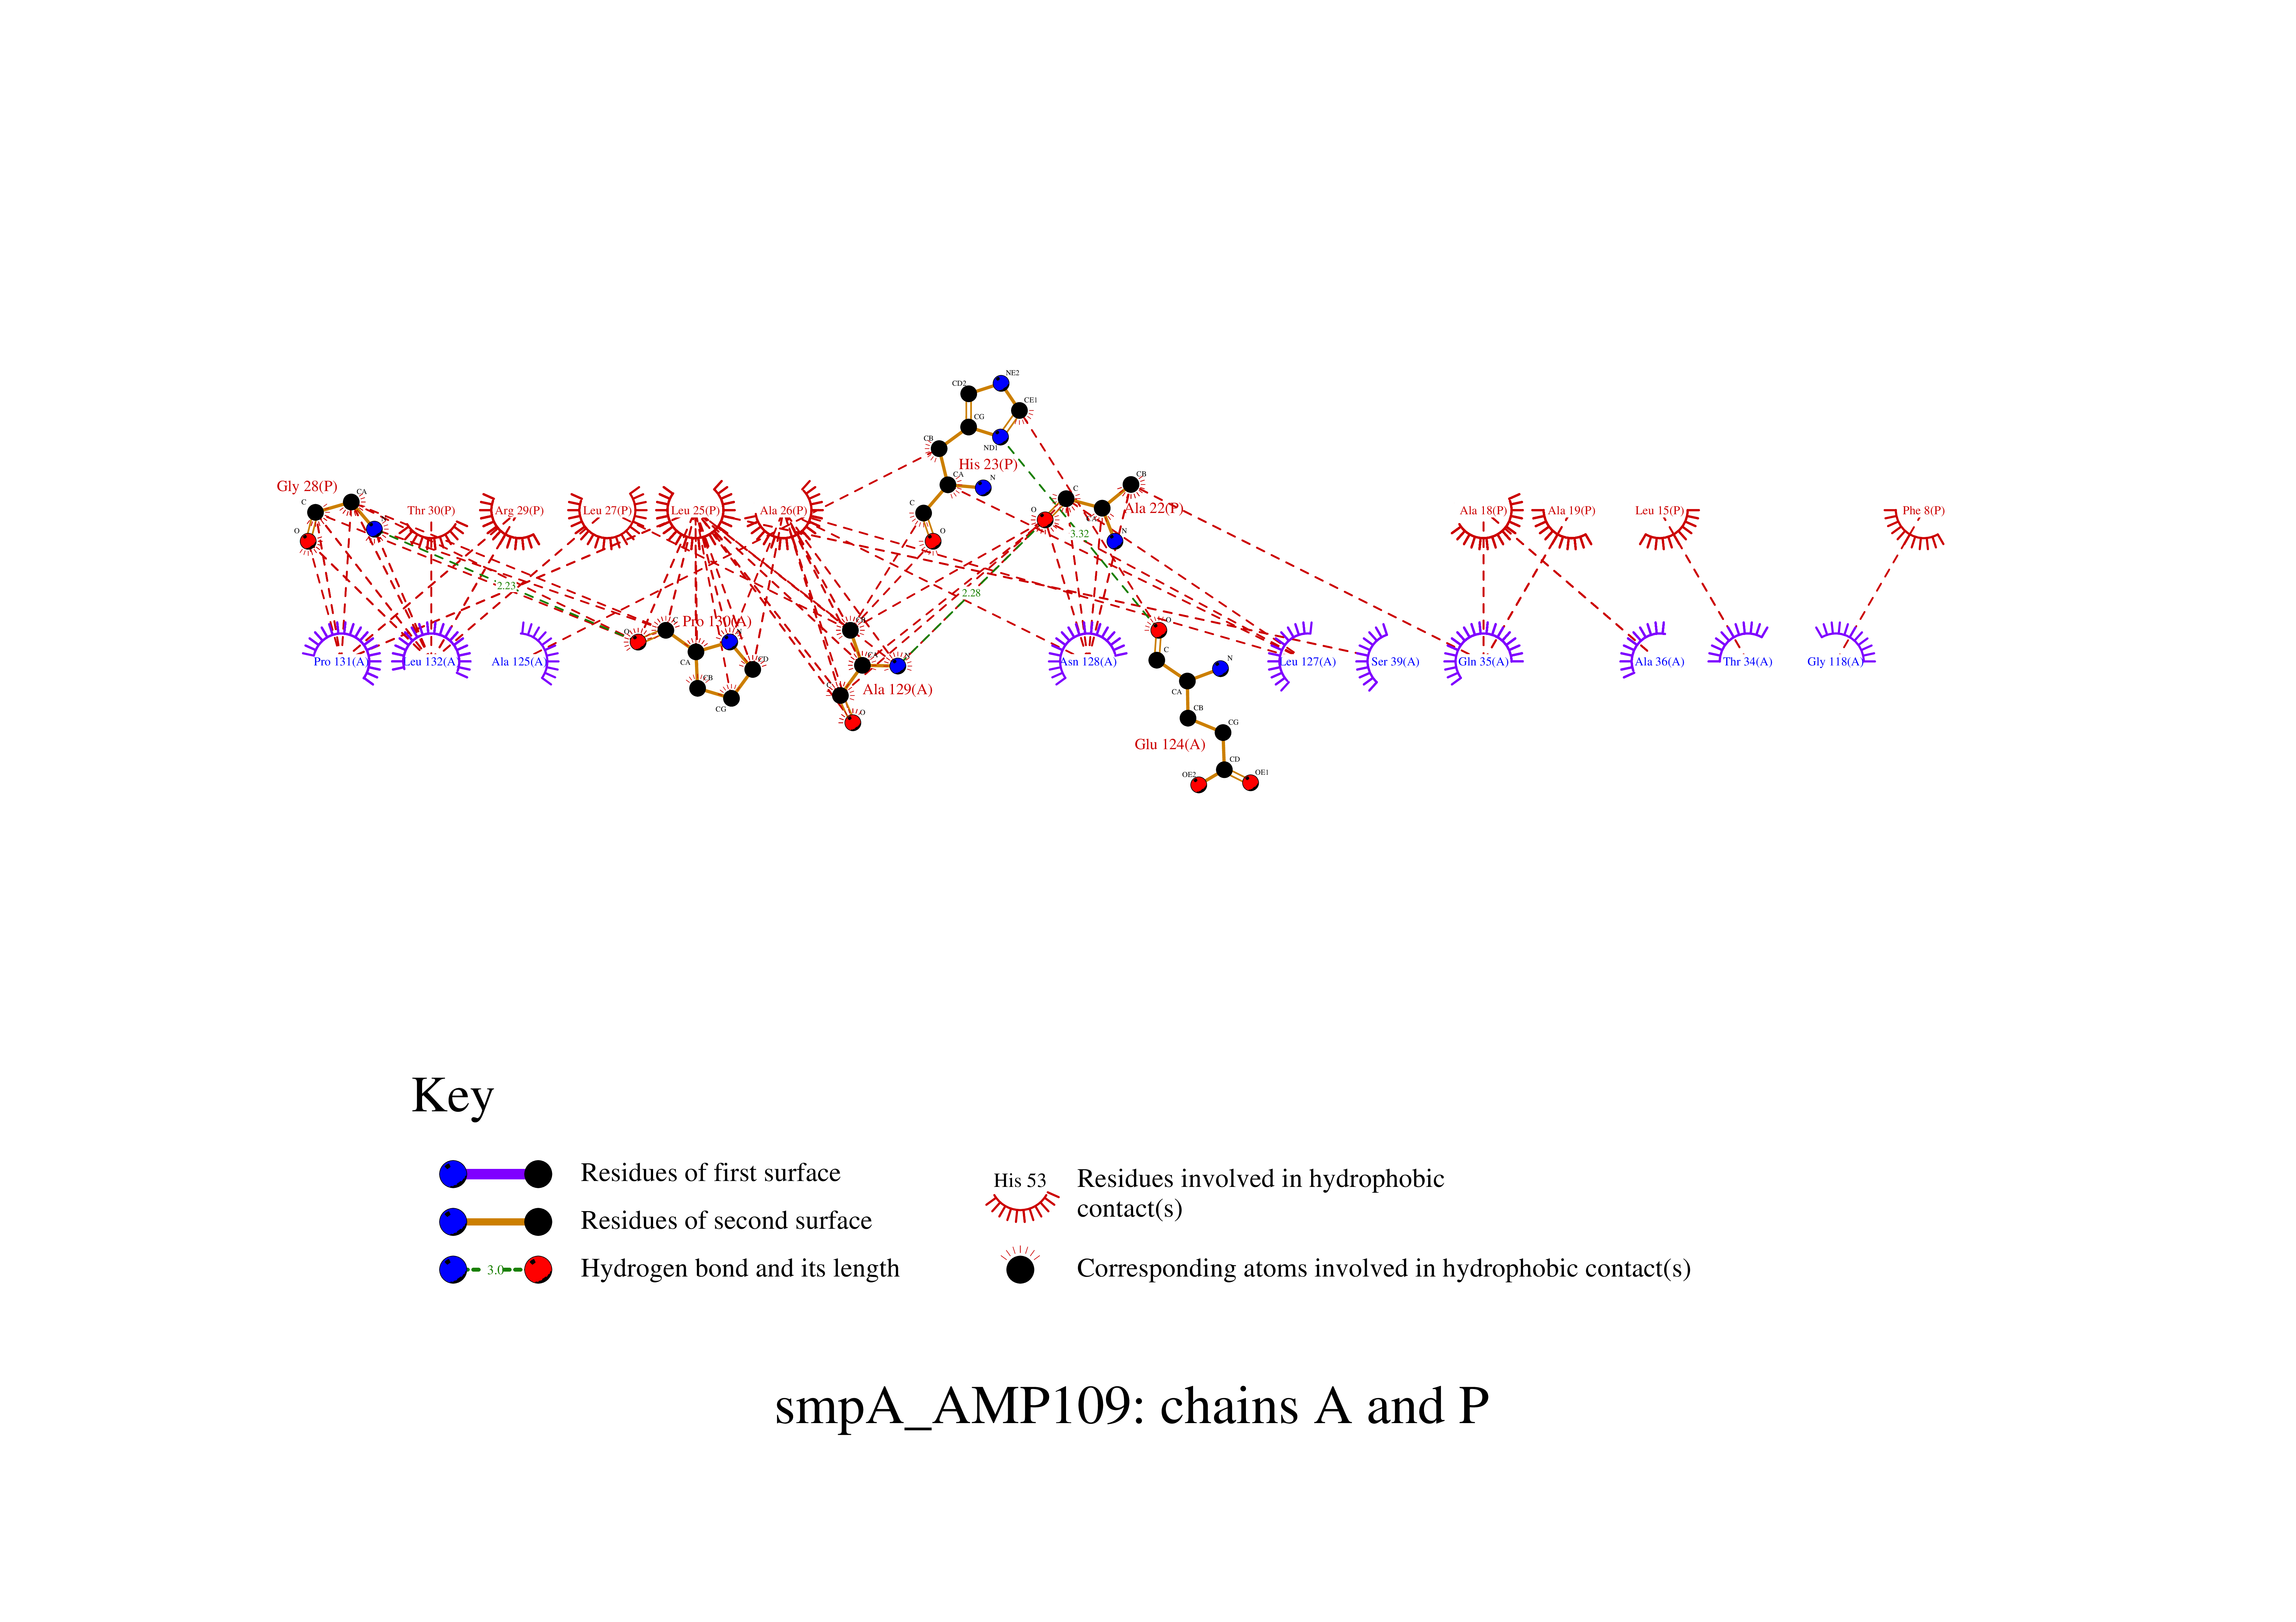 NE2
CD2
CE1
CG
CB
ND1
His 23(P)
CA
N
C
O
CB
C
Ala 22(P)
O
N
3.32
Gly 28(P)
CA
C
O
Thr 30(P)
Arg 29(P)
Leu 27(P)
Leu 25(P)
Ala 26(P)
Ala 18(P)
Ala 19(P)
Leu 15(P)
Phe 8(P)
2.23
2.28
O
C
Pro 130(A)
CA
CD
CB
CG
Pro 131(A)
Leu 132(A)
Ala 125(A)
CA
Ala 129(A)
O
Asn 128(A)
O
C
N
CA
CB
CG
Glu 124(A)
CD
OE2
OE1
Leu 127(A)
Ser 39(A)
Gln 35(A)
Ala 36(A)
Thr 34(A)
Gly 118(A)
Key
Residues of first surface
Residues of second surface
3.0
Hydrogen bond and its length
His 53
Residues involved in hydrophobic
contact(s)
Corresponding atoms involved in hydrophobic contact(s)
smpA_AMP109: chains A and P